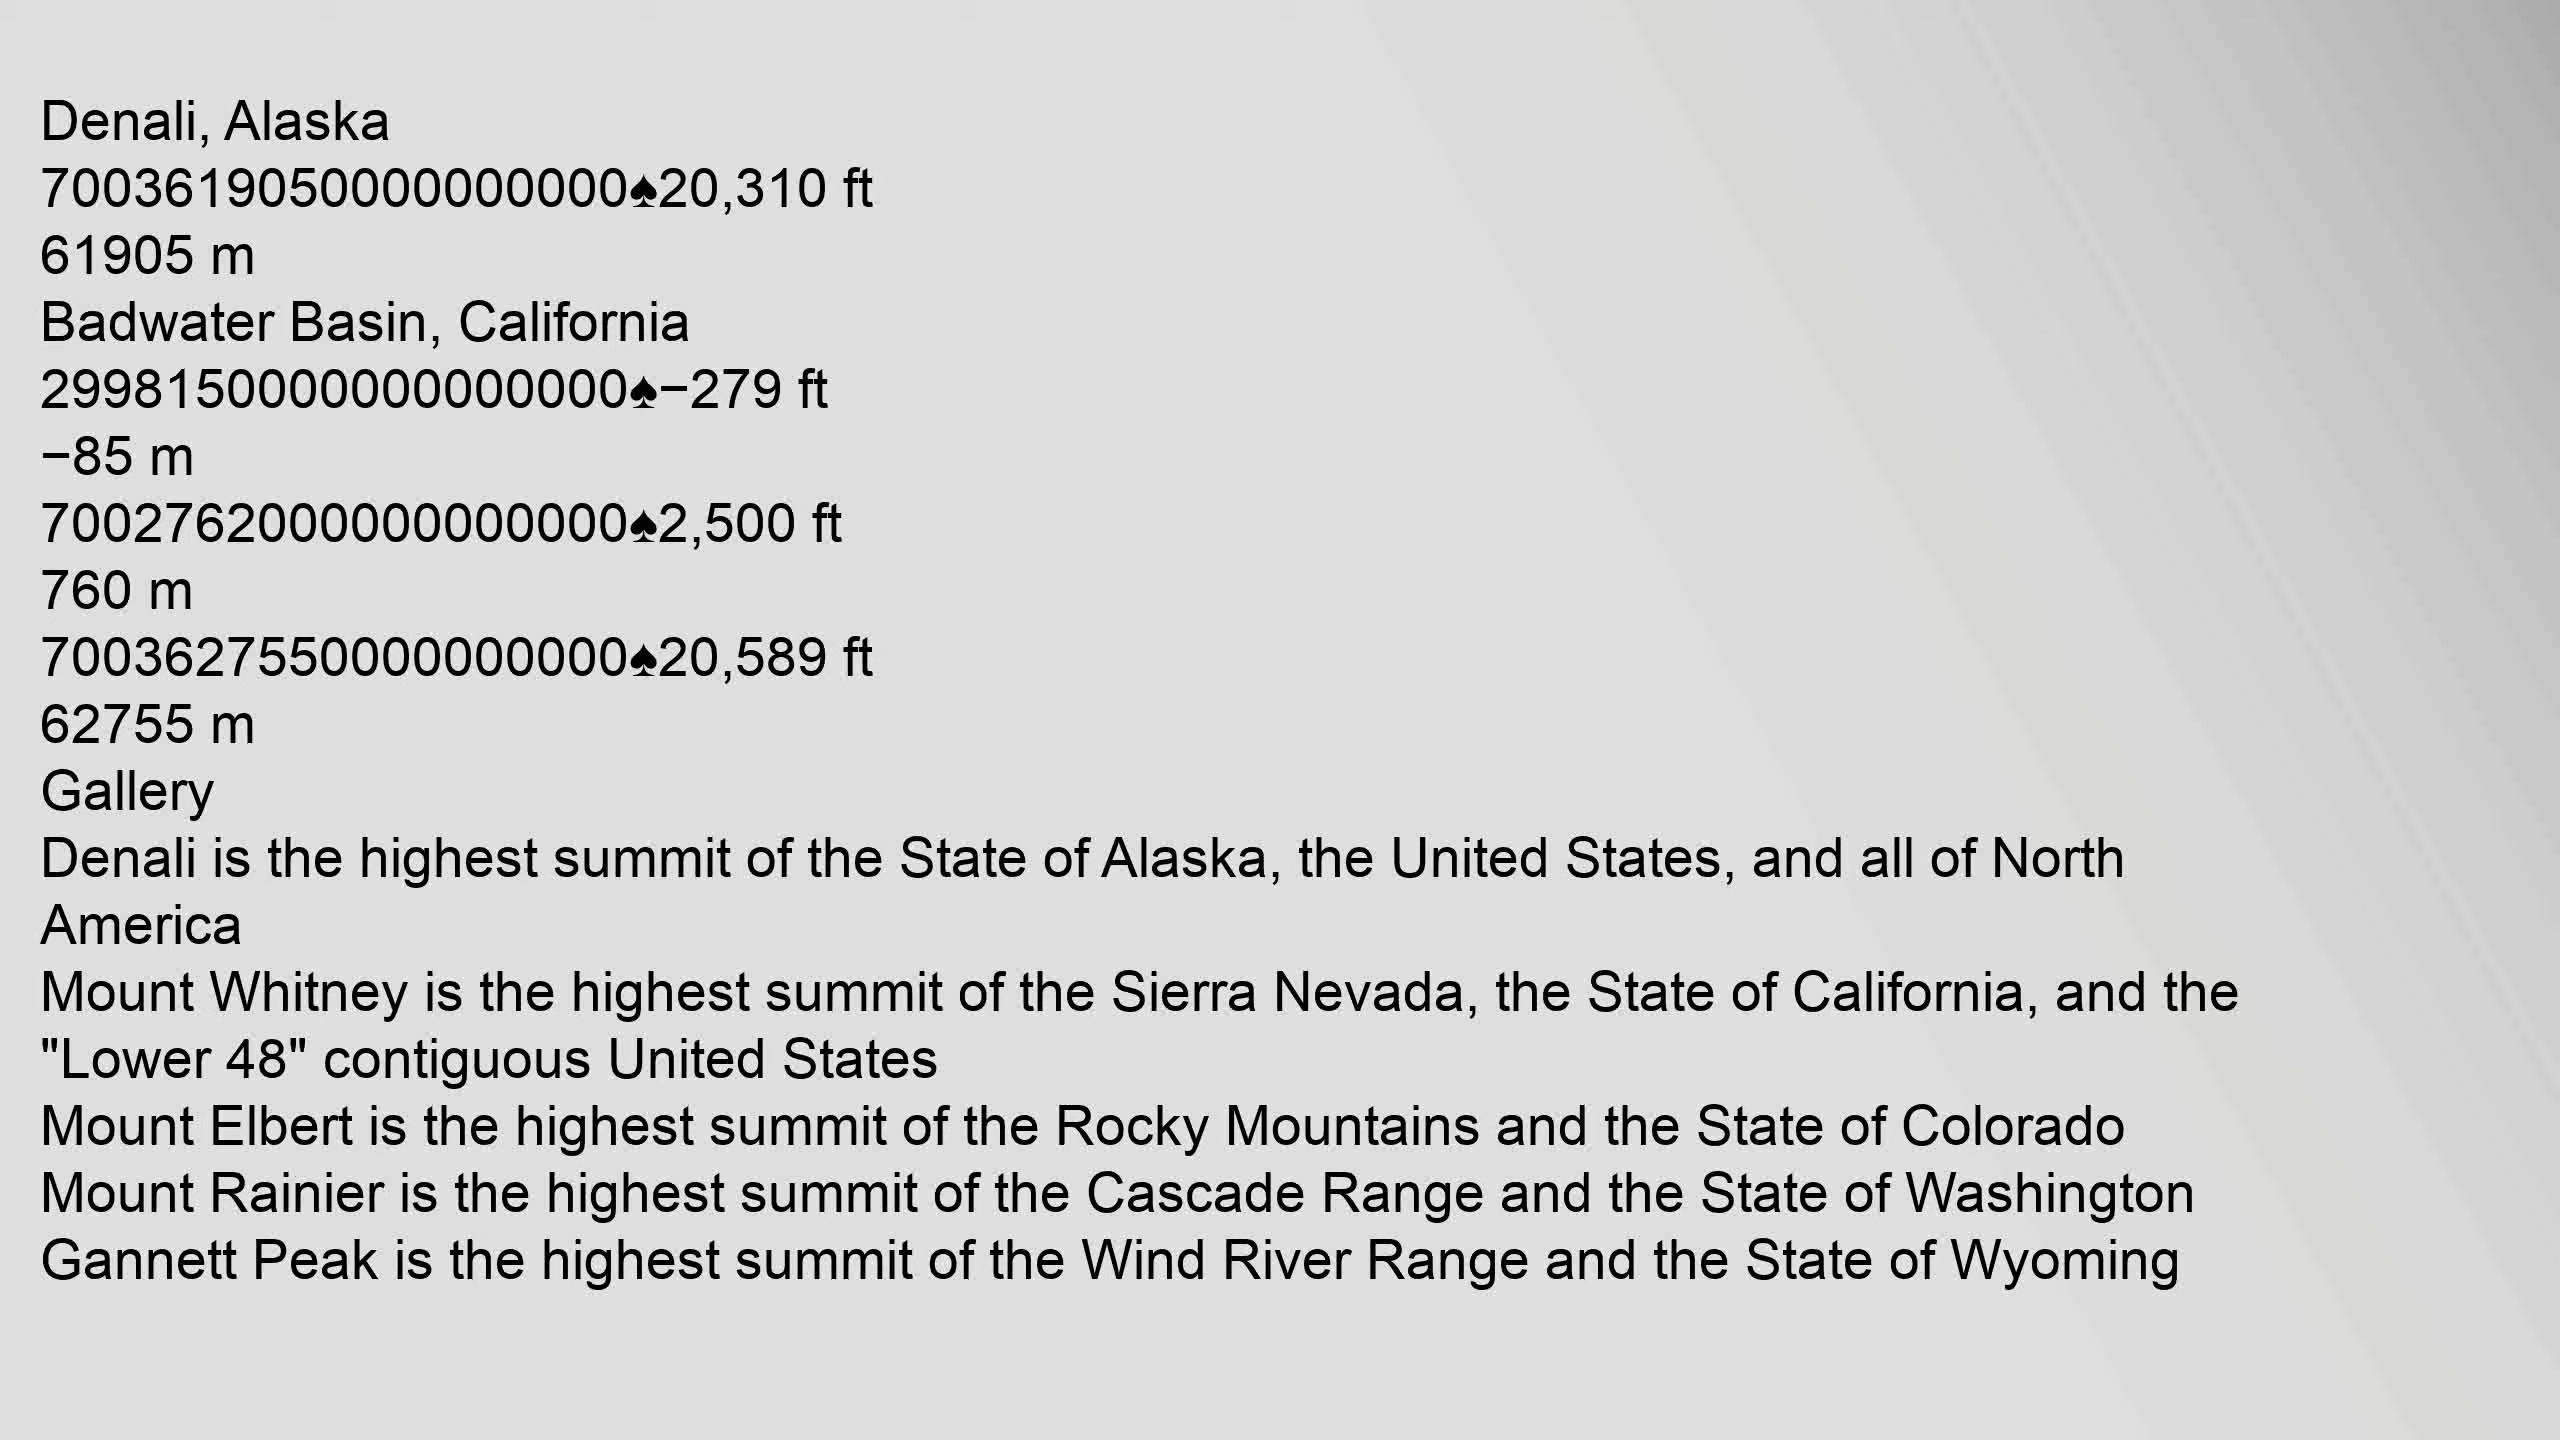 Denali, Alaska
7003619050000000000♠20,310 ft
61905 m
Badwater Basin, California
2998150000000000000♠−279 ft
−85 m
7002762000000000000♠2,500 ft
760 m
7003627550000000000♠20,589 ft
62755 m
Gallery
Denali is the highest summit of the State of Alaska, the United States, and all of North
America
Mount Whitney is the highest summit of the Sierra Nevada, the State of California, and the
"Lower 48" contiguous United States
Mount Elbert is the highest summit of the Rocky Mountains and the State of Colorado
Mount Rainier is the highest summit of the Cascade Range and the State of Washington
Gannett Peak is the highest summit of the Wind River Range and the State of Wyoming